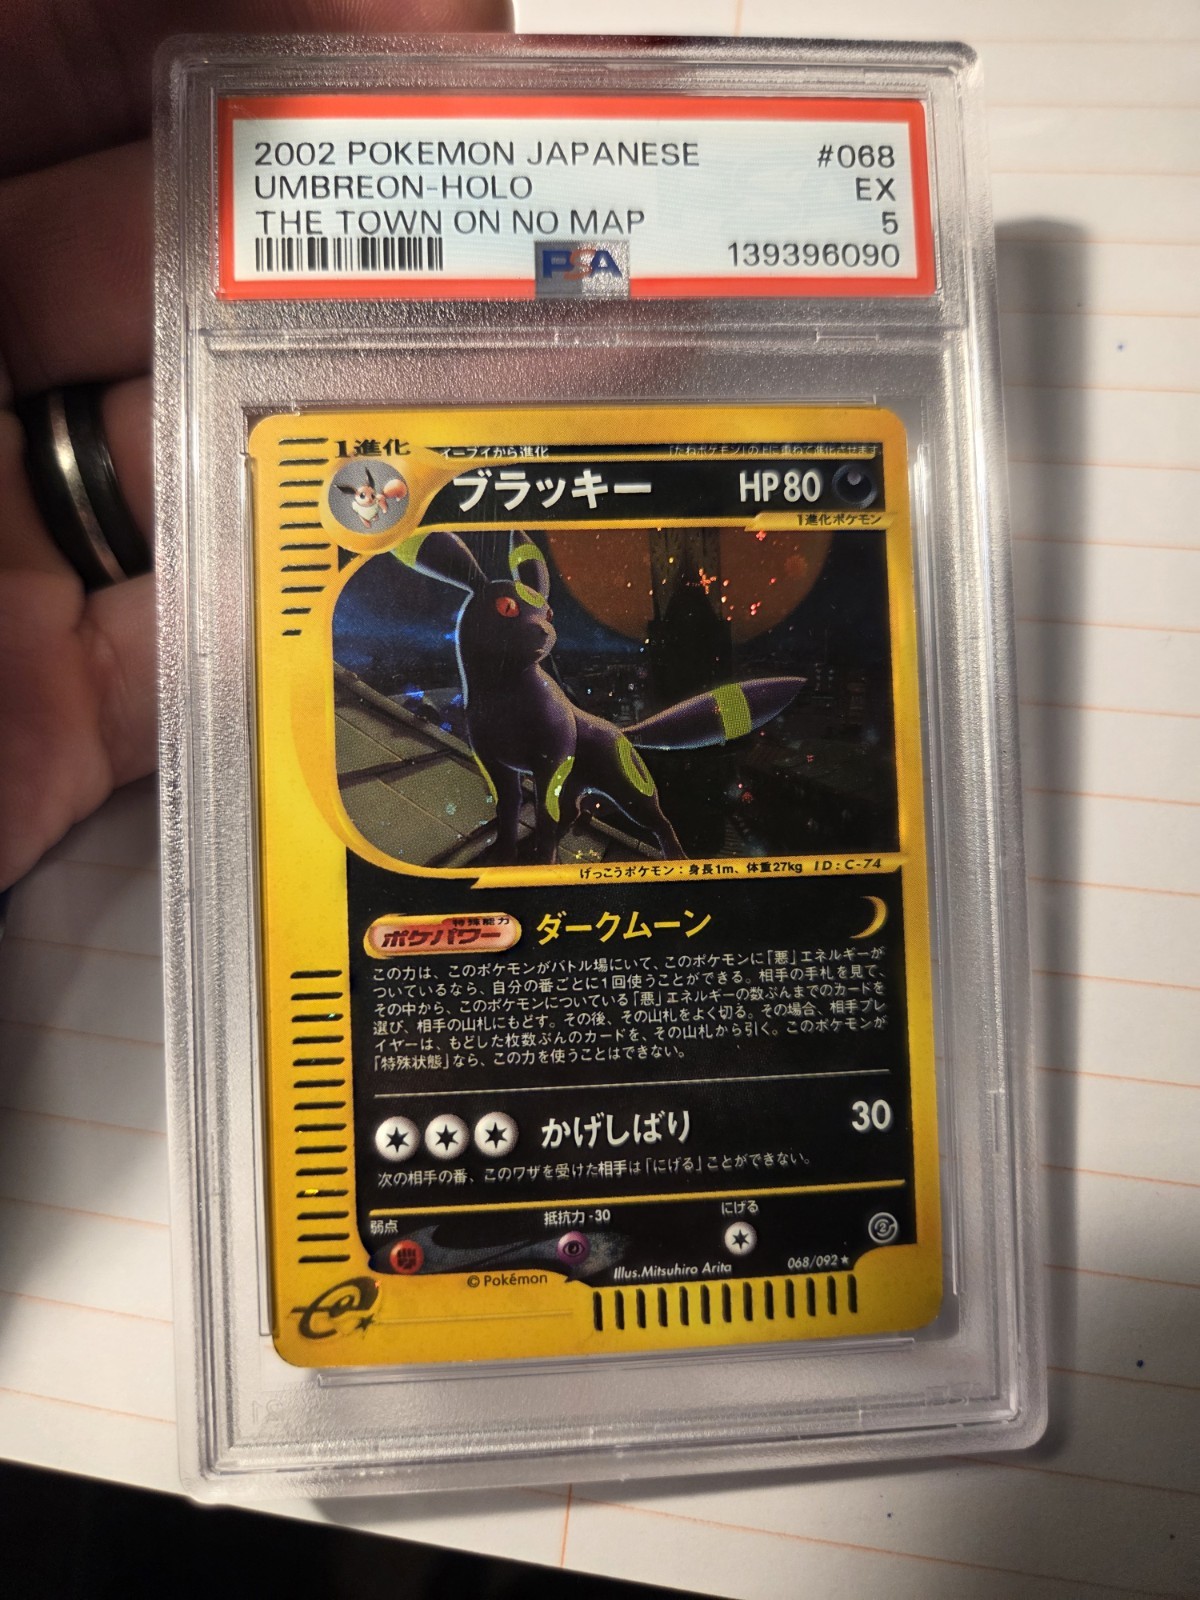 2002 POKEMON JAPANESE #068
UMBREON-HOLO EX
THE TOWN ON NO MAP 5
PSA 139396090
1進化 イーブイから進化 「たねポケモン」の上に重ねて進化させます
ブラッキー HP80
1進化ポケモン
げっこうポケモン:身長1m、体重27kg ID:C-74
特殊能力
ポケパワー ダークムーン
この力は、このポケモンがバトル場にいて、このポケモンに「悪」エネルギーが
ついているなら、自分の番ごとに1回使うことができる。相手の手札を見て、
その中から、このポケモンについている「悪」エネルギーの数ぶんまでのカードを
選び、相手の山札にもどす。その後、その山札をよく切る。その場合、相手プレ
イヤーは、もどした枚数ぶんのカードを、その山札から引く。このポケモンが
「特殊状態」なら、この力を使うことはできない。
かげしばり 30
次の相手の番、このワザを受けた相手は「にげる」ことができない。
弱点 抵抗力-30 にげる
Illus.Mitsuhiro Arita 068/092★
©Pokémon
e